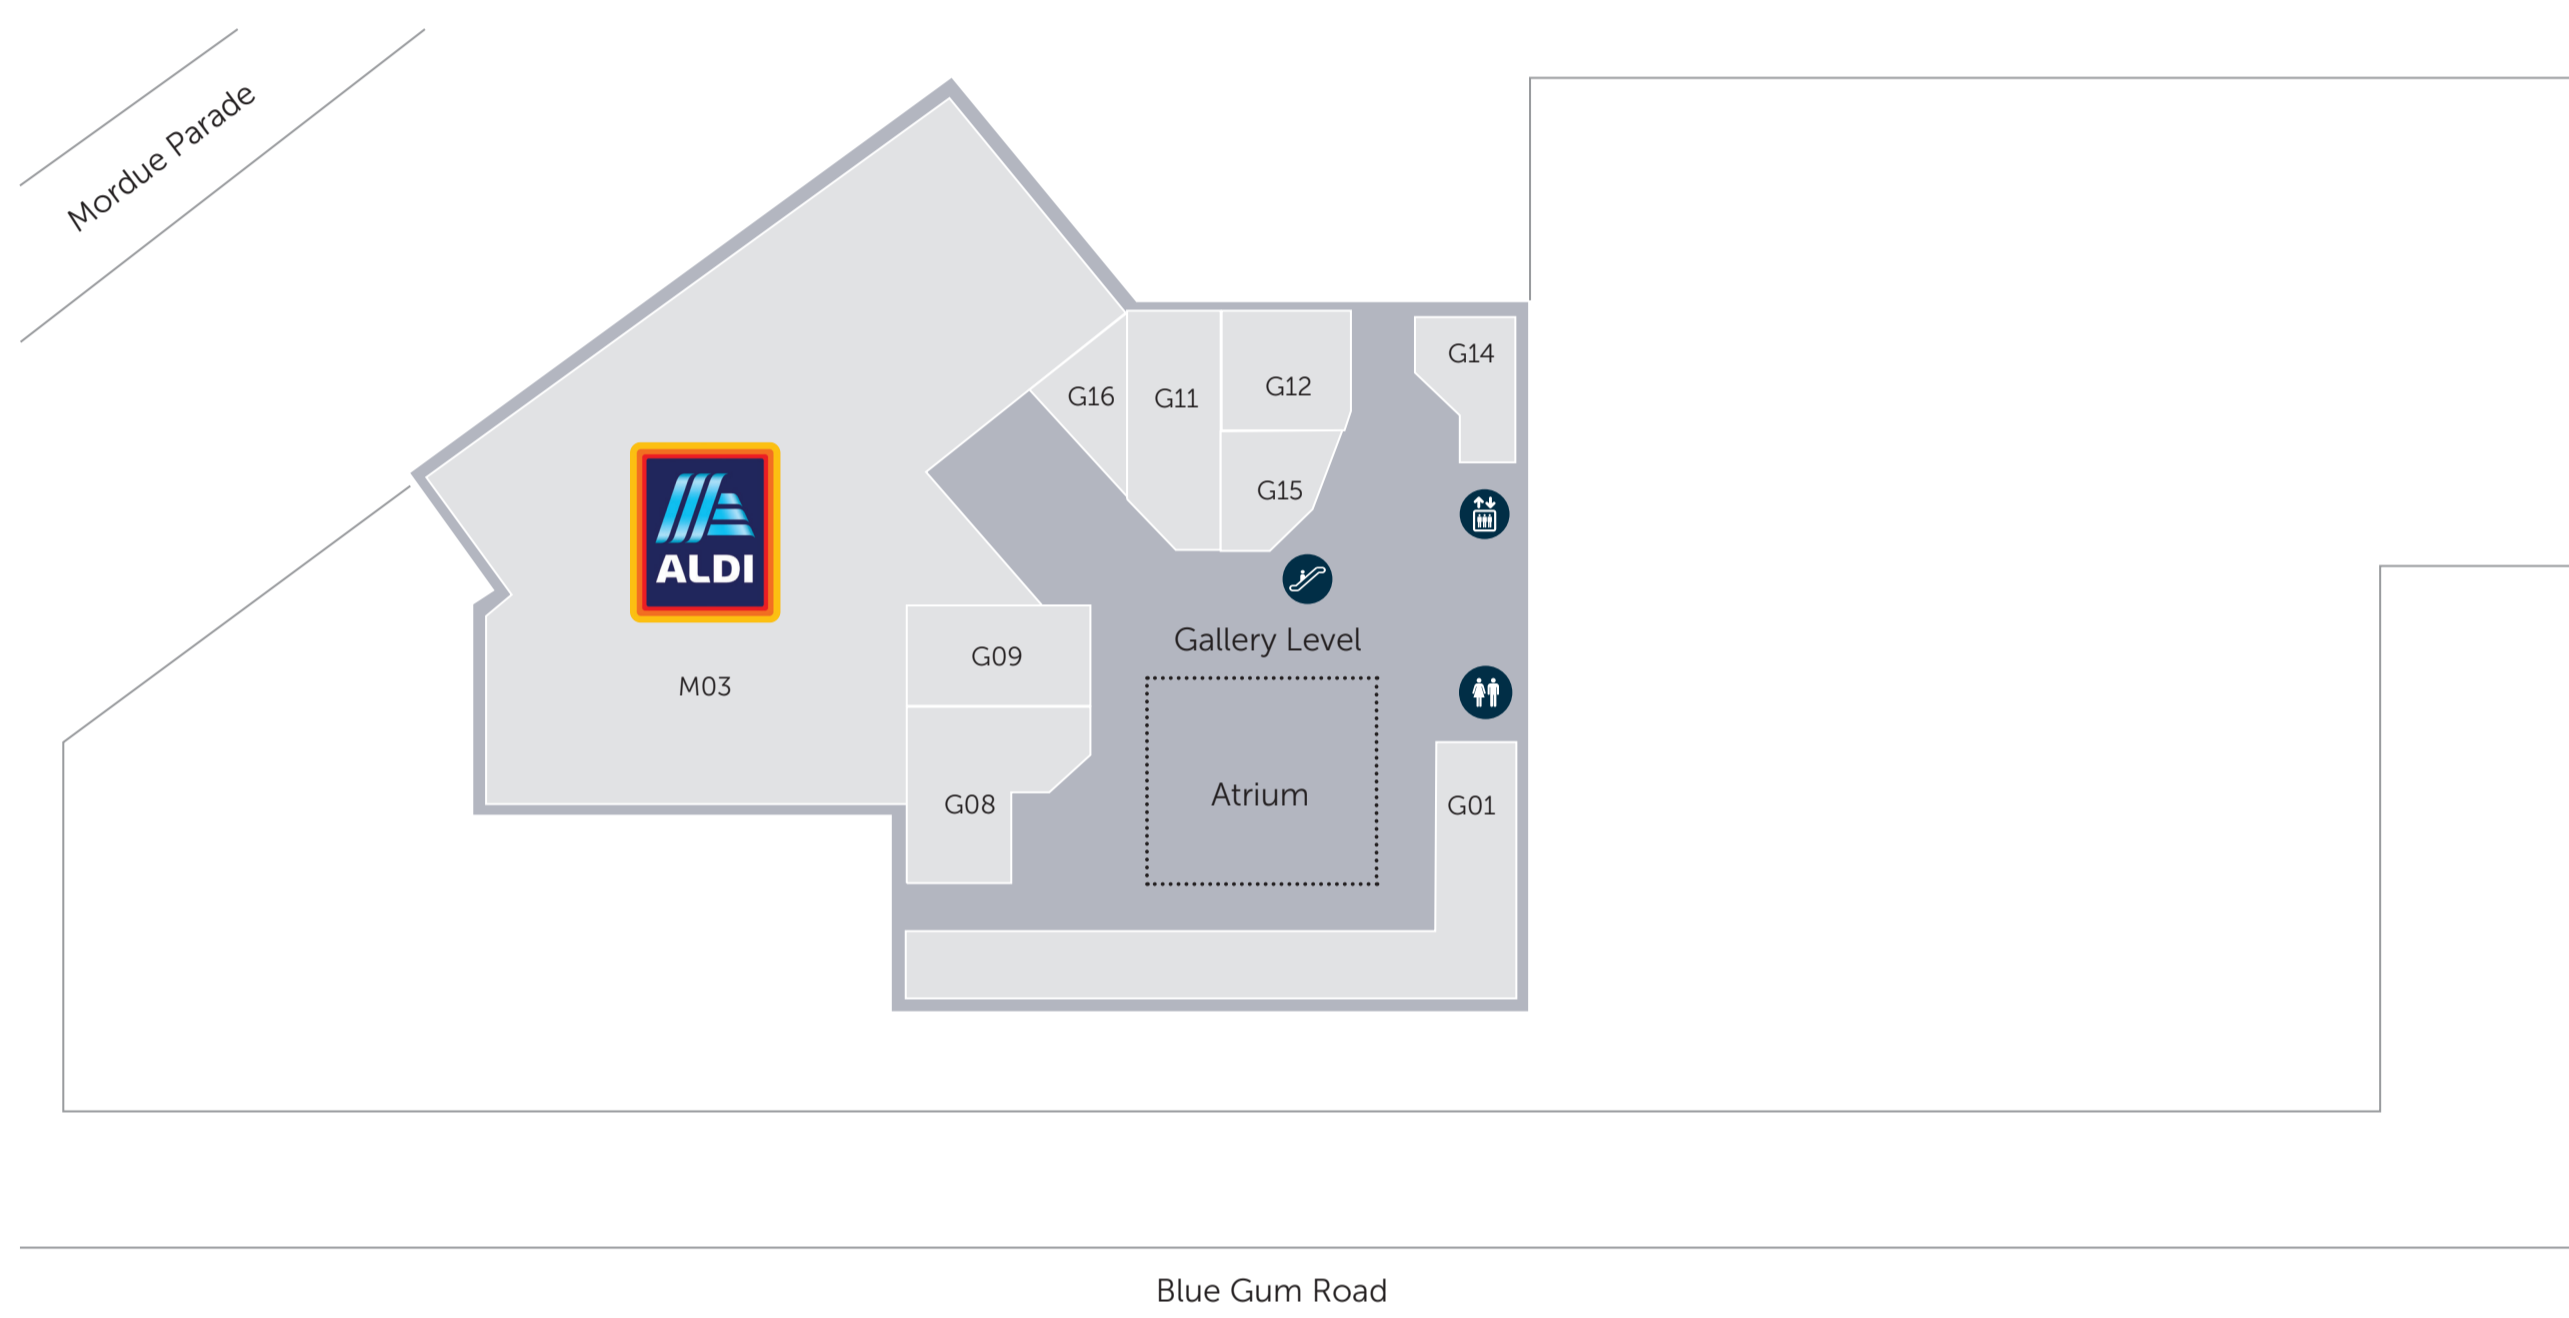 Mordue Parade
G14
G12
G16
G11
G15
ALDI
Gallery Level
G09
M03
Atrium
G08
G01
Blue Gum Road